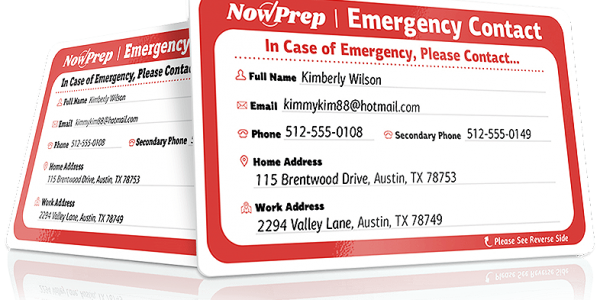 NowPrep | Emergency Contact
In Case of Emergency, Please Contact...
Full Name Kimberly Wilson
Email kimmykim88@hotmail.com
Phone 512-555-0108 Secondary Phone 512-555-0149
Home Address
115 Brentwood Drive, Austin, TX 78753
Work Address
2294 Valley Lane, Austin, TX 78749
Please See Reverse Side
NowPrep | Emergency
In Case of Emergency, Please Contac
Full Name Kimberly Wilson
Email Kimmykim88@hotmail.com
Phone 512-555-0108 Secondary Phone
Home Address
115 Brentwood Drive, Austin, TX 78753
Work Address
2294 Valley Lane, Austin, TX 78749